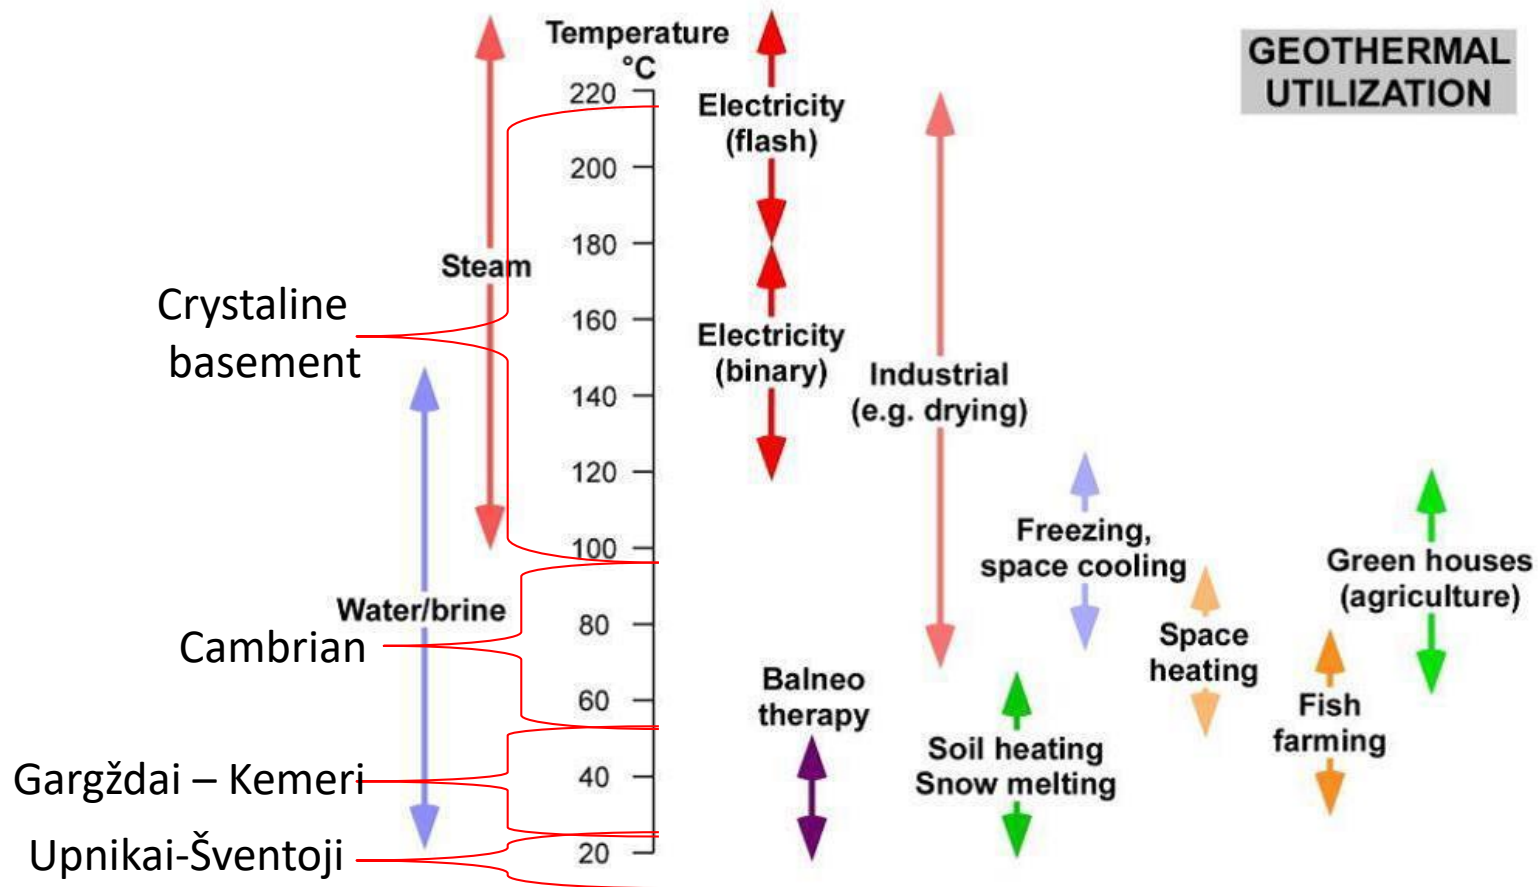 GEOTHERMAL
UTILIZATION
Temperature
°C
220
200
180
160
140
120
100
80
60
40
20
Steam
Water/brine
Crystaline
basement
Cambrian
Gargždai – Kemeri
Upnikai-Šventoji
Electricity
(flash)
Electricity
(binary)
Industrial
(e.g. drying)
Freezing,
space cooling
Green houses
(agriculture)
Space
heating
Balneo
therapy
Fish
farming
Soil heating
Snow melting